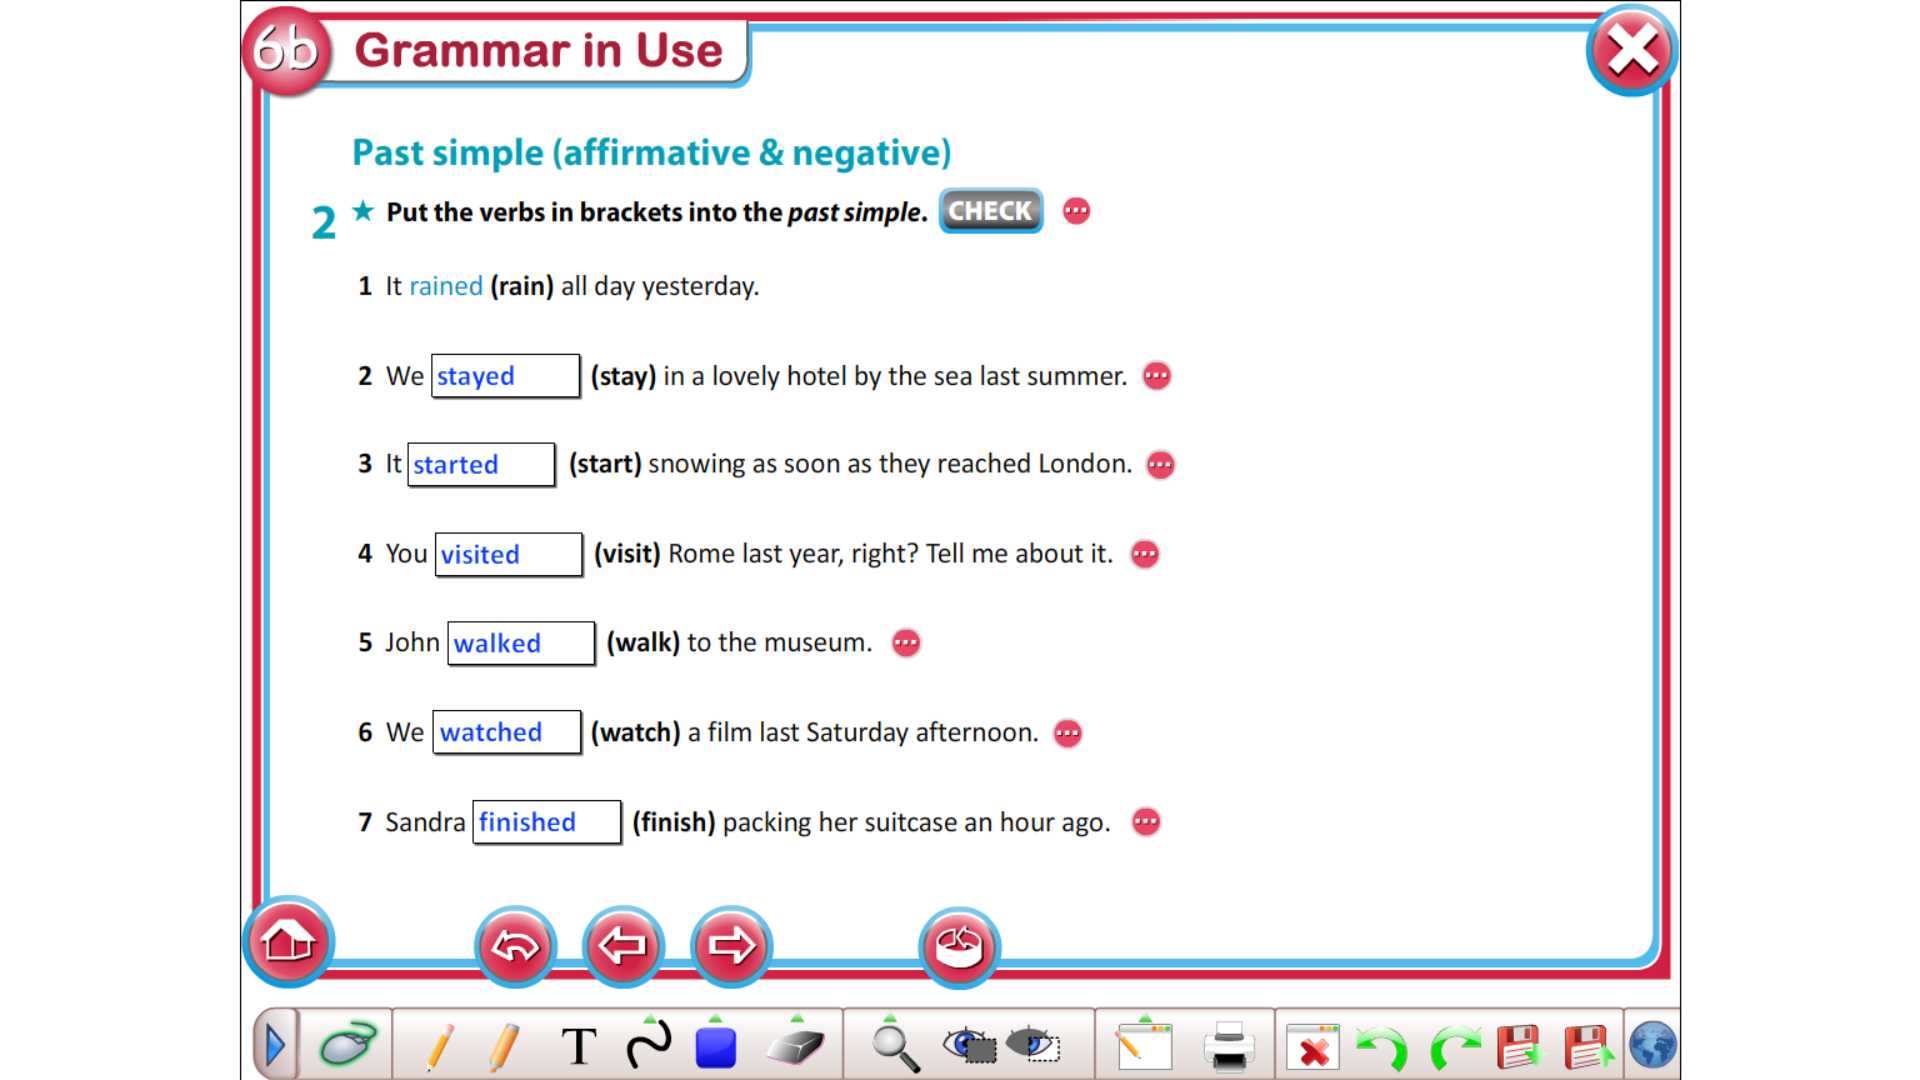 6b Grammar in Use
Past simple (affirmative & negative)
2 ★ Put the verbs in brackets into the past simple. CHECK
1 It rained (rain) all day yesterday.
2 We stayed (stay) in a lovely hotel by the sea last summer.
3 It started (start) snowing as soon as they reached London.
4 You visited (visit) Rome last year, right? Tell me about it.
5 John walked (walk) to the museum.
6 We watched (watch) a film last Saturday afternoon.
7 Sandra finished (finish) packing her suitcase an hour ago.
T